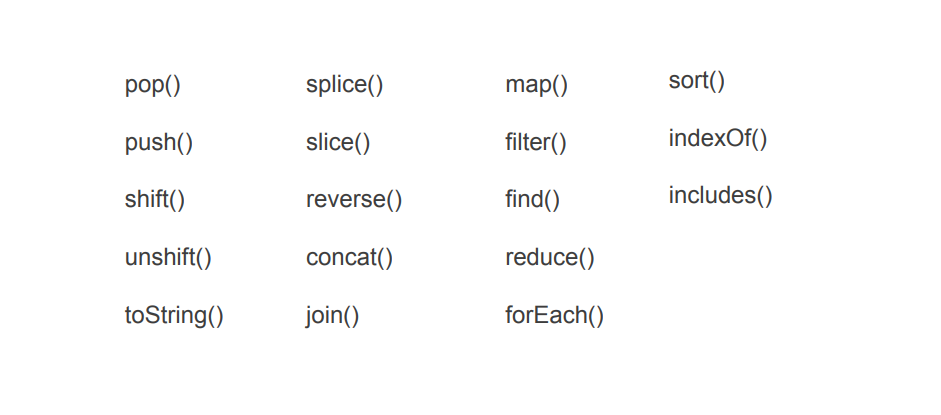 pop()
push()
shift()
unshift()
toString()
splice()
slice()
reverse()
concat()
join()
map()
filter()
find()
reduce()
forEach()
sort()
indexOf()
includes()